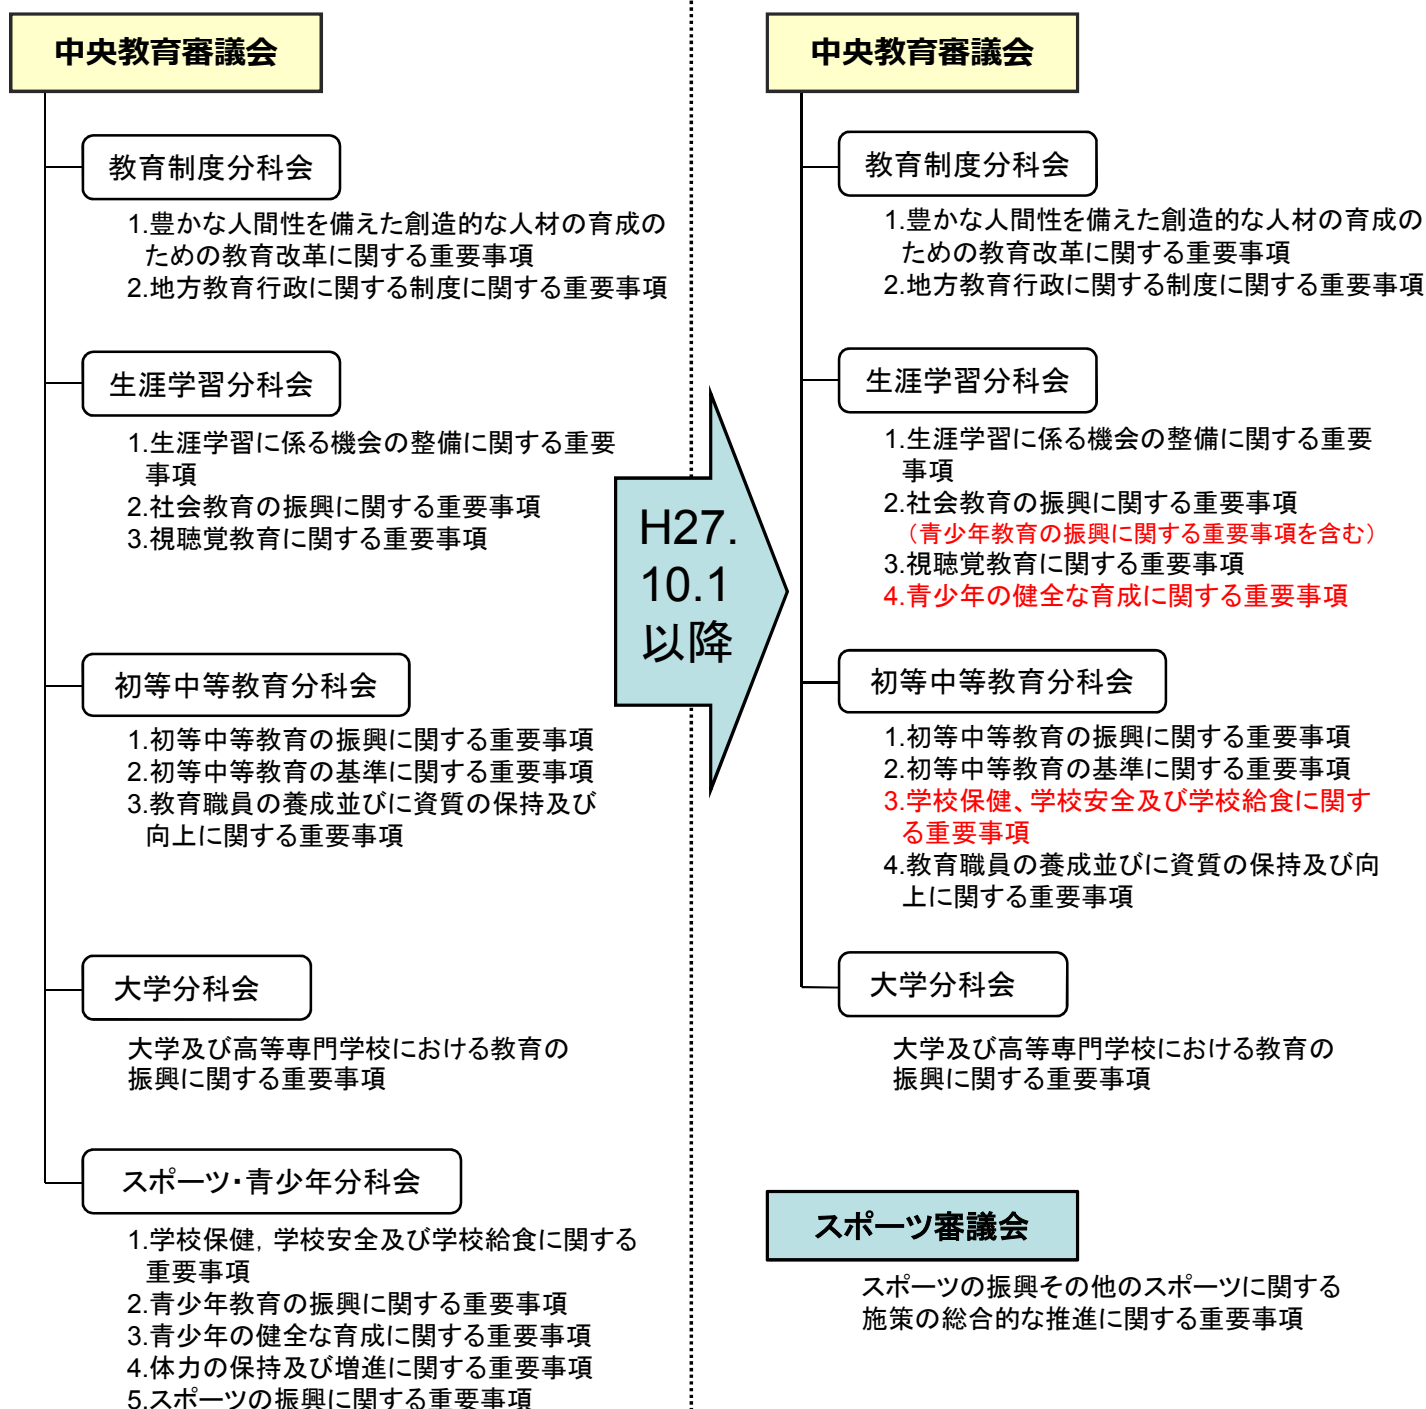 中央教育審議会
教育制度分科会
1.豊かな人間性を備えた創造的な人材の育成の
ための教育改革に関する重要事項
2.地方教育行政に関する制度に関する重要事項
生涯学習分科会
1.生涯学習に係る機会の整備に関する重要
事項
2.社会教育の振興に関する重要事項
3.視聴覚教育に関する重要事項
初等中等教育分科会
1.初等中等教育の振興に関する重要事項
2.初等中等教育の基準に関する重要事項
3.教育職員の養成並びに資質の保持及び
向上に関する重要事項
大学分科会
大学及び高等専門学校における教育の
振興に関する重要事項
スポーツ・青少年分科会
1.学校保健，学校安全及び学校給食に関する
重要事項
2.青少年教育の振興に関する重要事項
3.青少年の健全な育成に関する重要事項
4.体力の保持及び増進に関する重要事項
5.スポーツの振興に関する重要事項
H27.
10.1
以降
中央教育審議会
教育制度分科会
1.豊かな人間性を備えた創造的な人材の育成の
ための教育改革に関する重要事項
2.地方教育行政に関する制度に関する重要事項
生涯学習分科会
1.生涯学習に係る機会の整備に関する重要
事項
2.社会教育の振興に関する重要事項
（青少年教育の振興に関する重要事項を含む）
3.視聴覚教育に関する重要事項
4.青少年の健全な育成に関する重要事項
初等中等教育分科会
1.初等中等教育の振興に関する重要事項
2.初等中等教育の基準に関する重要事項
3.学校保健、学校安全及び学校給食に関す
る重要事項
4.教育職員の養成並びに資質の保持及び向
上に関する重要事項
大学分科会
大学及び高等専門学校における教育の
振興に関する重要事項
スポーツ審議会
スポーツの振興その他のスポーツに関する
施策の総合的な推進に関する重要事項